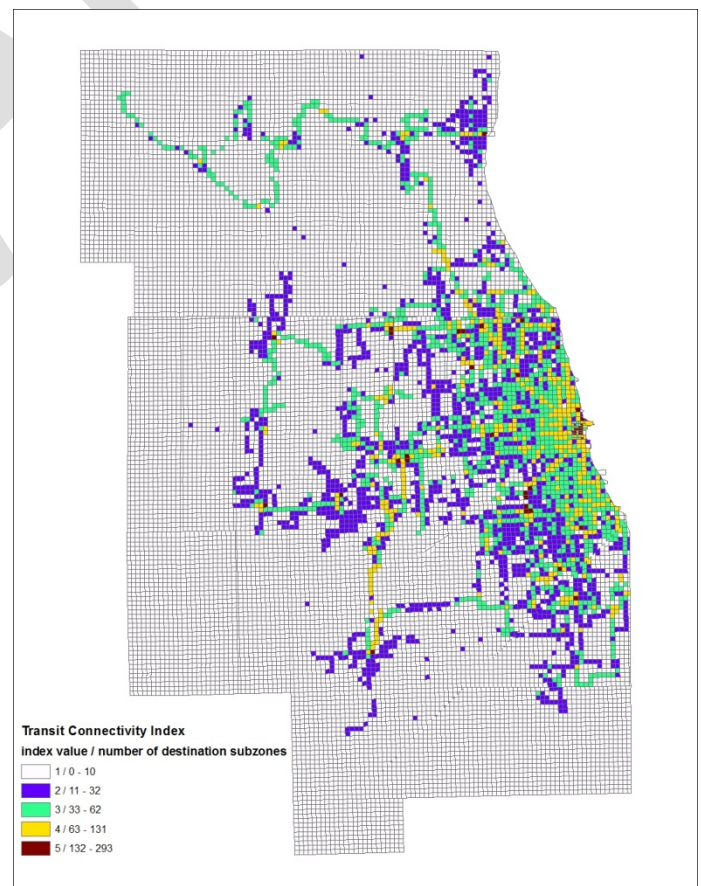 Transit Connectivity Index
index value / number of destination subzones
1 / 0 - 10
2 / 11 - 32
3 / 33 - 62
4 / 63 - 131
5 / 132 - 293